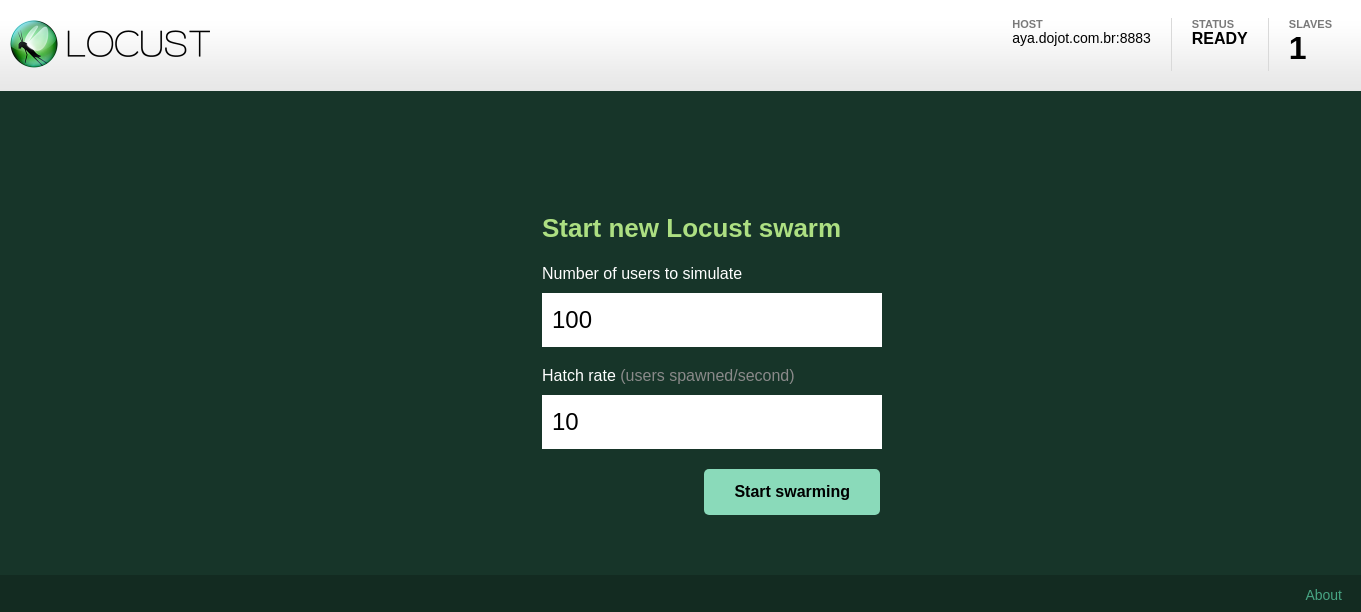 LOCUST
HOST
aya.dojot.com.br:8883
STATUS
READY
SLAVES
1
Start new Locust swarm
Number of users to simulate
100
Hatch rate (users spawned/second)
10
Start swarming
About